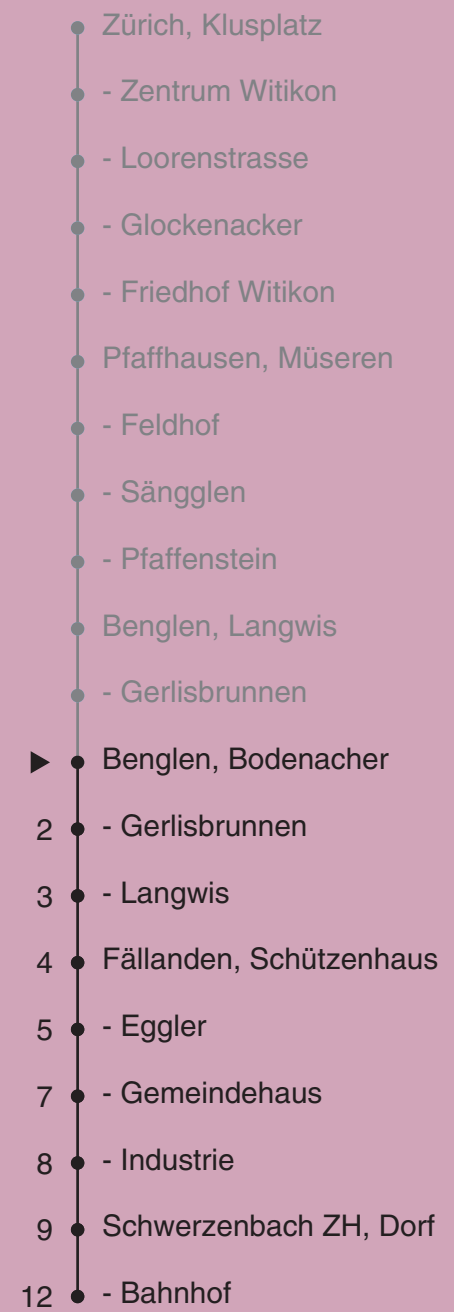 Zürich, Klusplatz
- Zentrum Witikon
- Loorenstrasse
- Glockenacker
- Friedhof Witikon
Pfaffhausen, Müseren
- Feldhof
- Sängglen
- Pfaffenstein
Benglen, Langwis
- Gerlisbrunnen
Benglen, Bodenacher
2 - Gerlisbrunnen
3 - Langwis
4 Fällanden, Schützenhaus
5 - Eggler
7 - Gemeindehaus
8 - Industrie
9 Schwerzenbach ZH, Dorf
12 - Bahnhof